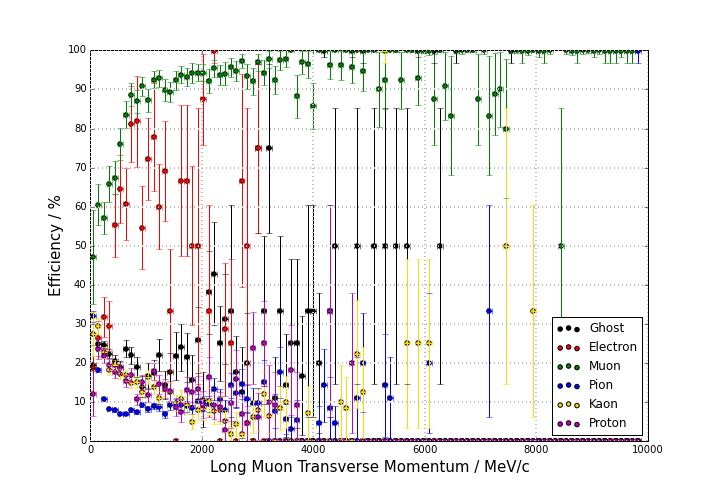 100
90
80
70
60
50
40
30
20
10
0
Efficiency / %
Ghost
Electron
Muon
Pion
Kaon
Proton
0 2000 4000 6000 8000 10000
Long Muon Transverse Momentum / MeV/c